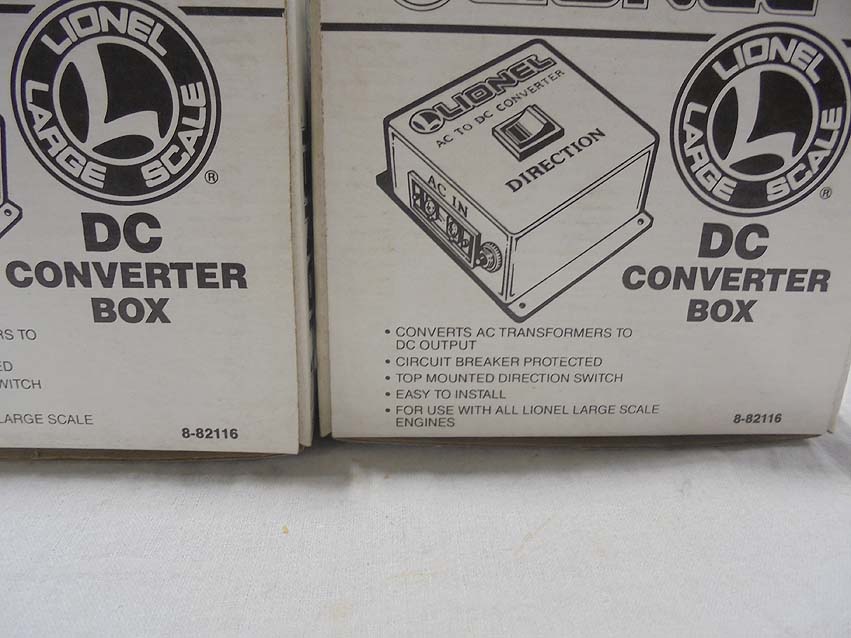 LIONEL
LARGE SCALE
®
DC
CONVERTER
BOX
RS TO
ED
WITCH
LARGE SCALE
8-82116
LIONEL
LIONEL
AC TO DC CONVERTER
DIRECTION
AC IN
LIONEL
LARGE SCALE
®
DC
CONVERTER
BOX
• CONVERTS AC TRANSFORMERS TO
DC OUTPUT
• CIRCUIT BREAKER PROTECTED
• TOP MOUNTED DIRECTION SWITCH
• EASY TO INSTALL
• FOR USE WITH ALL LIONEL LARGE SCALE
ENGINES
8-82116